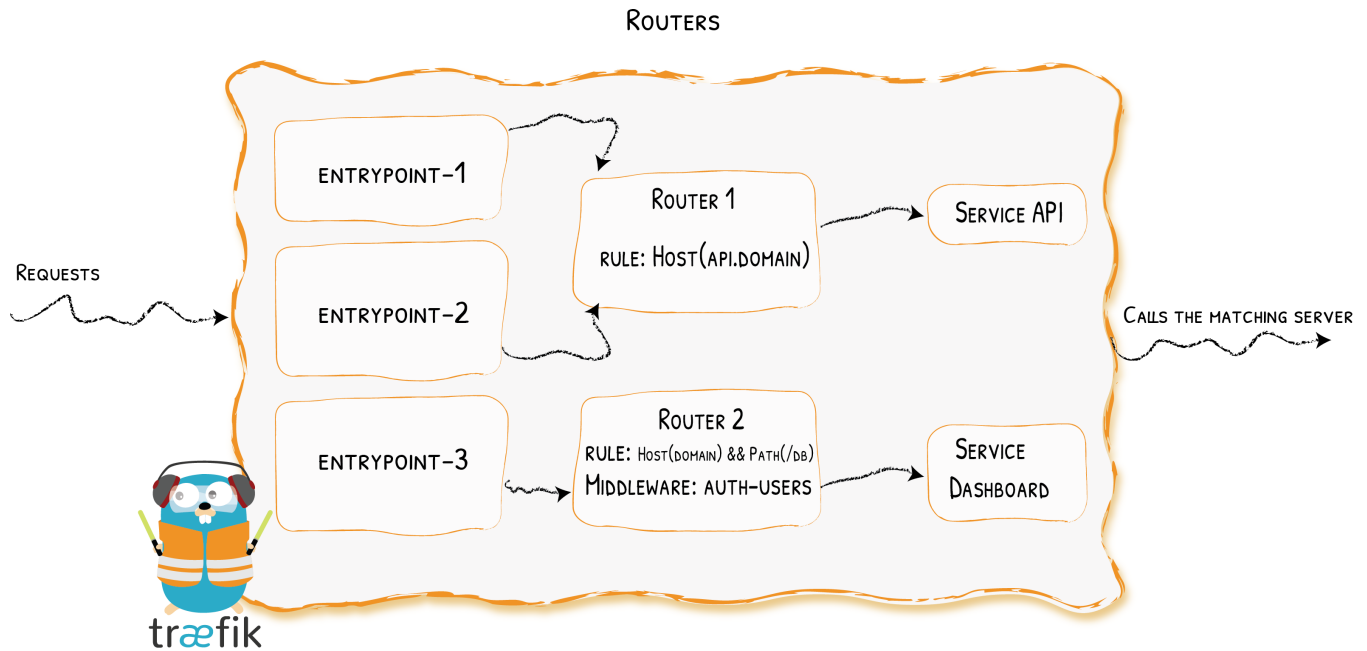 Routers
entrypoint-1
Router 1
rule: Host(api.domain)
Service API
Requests
entrypoint-2
Calls the matching server
entrypoint-3
Router 2
rule: Host(domain) && Path(/db)
Middleware: auth-users
Service
Dashboard
træfik